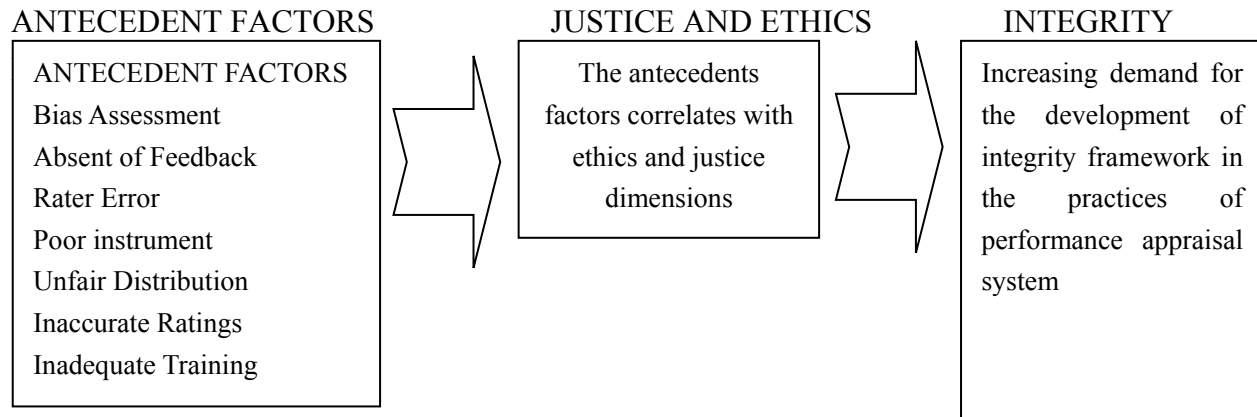 ANTECEDENT FACTORS
JUSTICE AND ETHICS
INTEGRITY
ANTECEDENT FACTORS
Bias Assessment
Absent of Feedback
Rater Error
Poor instrument
Unfair Distribution
Inaccurate Ratings
Inadequate Training
The antecedents
factors correlates with
ethics and justice
dimensions
Increasing demand for
the development of
integrity framework in
the practices of
performance appraisal
system